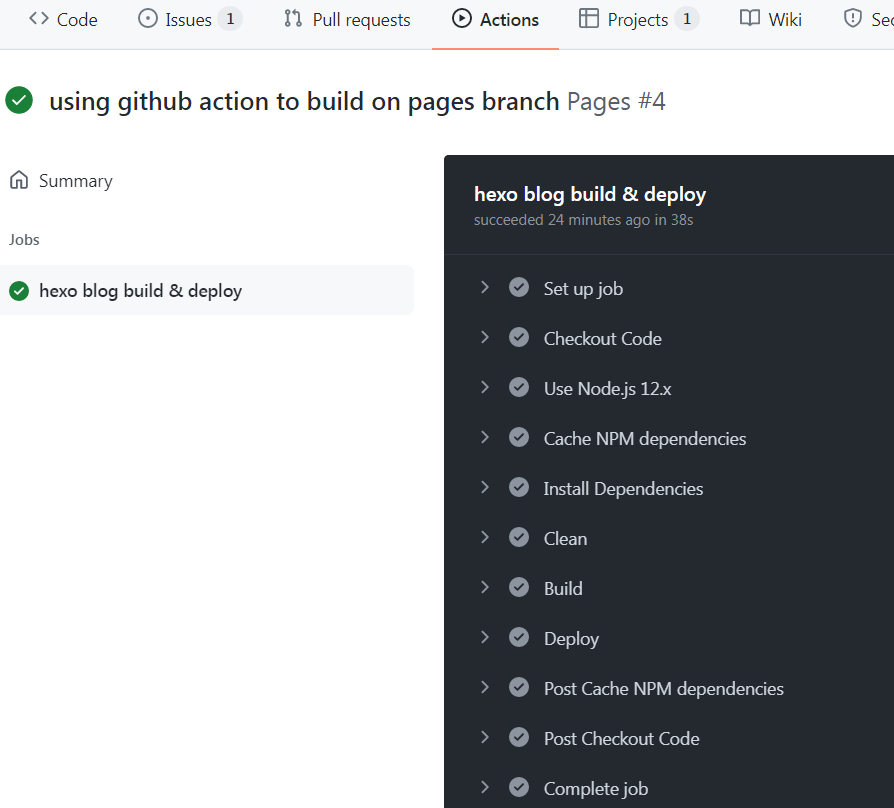 Code Issues 1 Pull requests Actions Projects 1 Wiki
using github action to build on pages branch Pages #4
Summary
Jobs
hexo blog build & deploy
hexo blog build & deploy
succeeded 24 minutes ago in 38s
Set up job
Checkout Code
Use Node.js 12.x
Cache NPM dependencies
Install Dependencies
Clean
Build
Deploy
Post Cache NPM dependencies
Post Checkout Code
Complete job